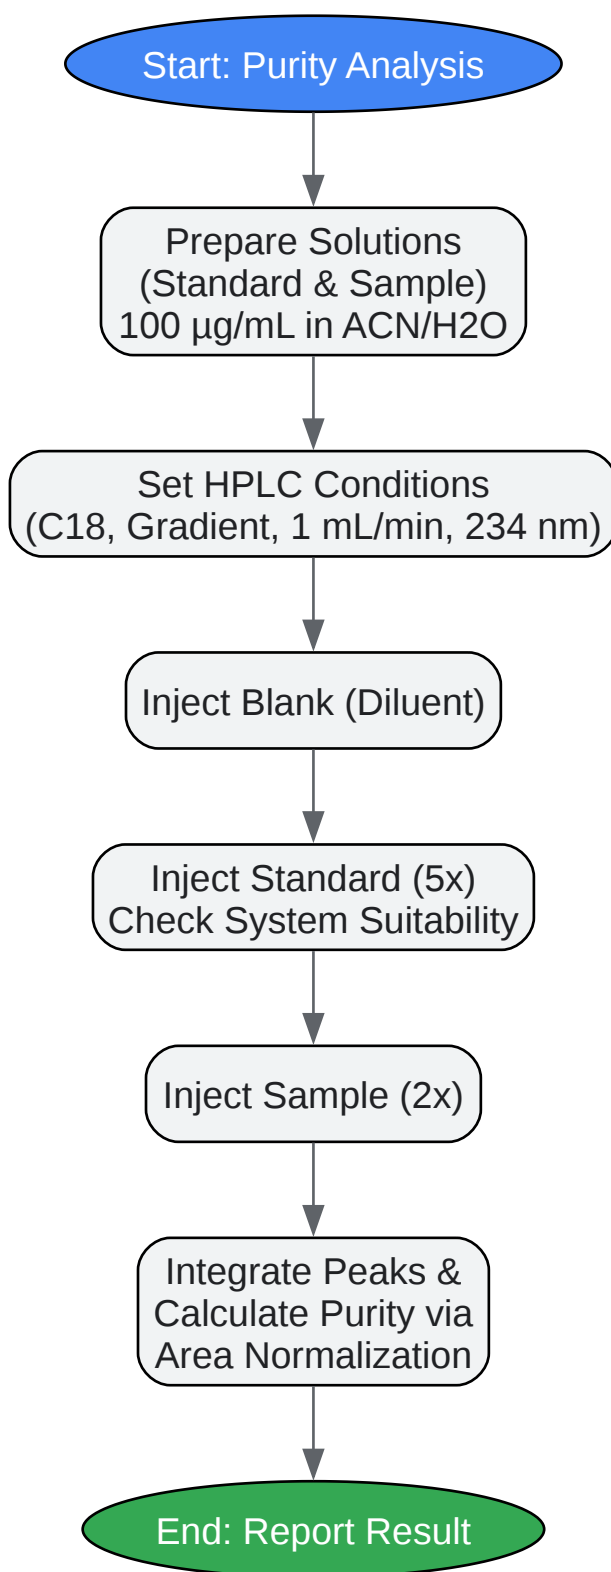 Start: Purity Analysis
Prepare Solutions
(Standard & Sample)
100 µg/mL in ACN/H2O
Set HPLC Conditions
(C18, Gradient, 1 mL/min, 234 nm)
Inject Blank (Diluent)
Inject Standard (5x)
Check System Suitability
Inject Sample (2x)
Integrate Peaks &
Calculate Purity via
Area Normalization
End: Report Result